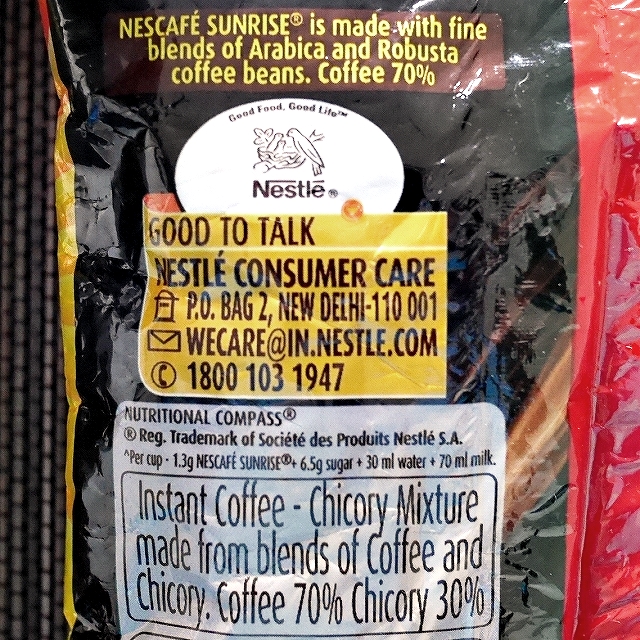 NESCAFÉ SUNRISE® is made with fine
blends of Arabica and Robusta
coffee beans. Coffee 70%
Good Food, Good Life™
Nestlé®
GOOD TO TALK
NESTLÉ CONSUMER CARE
P.O. BAG 2, NEW DELHI-110 001
WECARE@IN.NESTLE.COM
1800 103 1947
NUTRITIONAL COMPASS®
® Reg. Trademark of Société des Produits Nestlé S.A.
^Per cup - 1.3g NESCAFÉ SUNRISE®+ 6.5g sugar + 30 ml water + 70 ml milk.
Instant Coffee - Chicory Mixture
made from blends of Coffee and
Chicory. Coffee 70% Chicory 30%